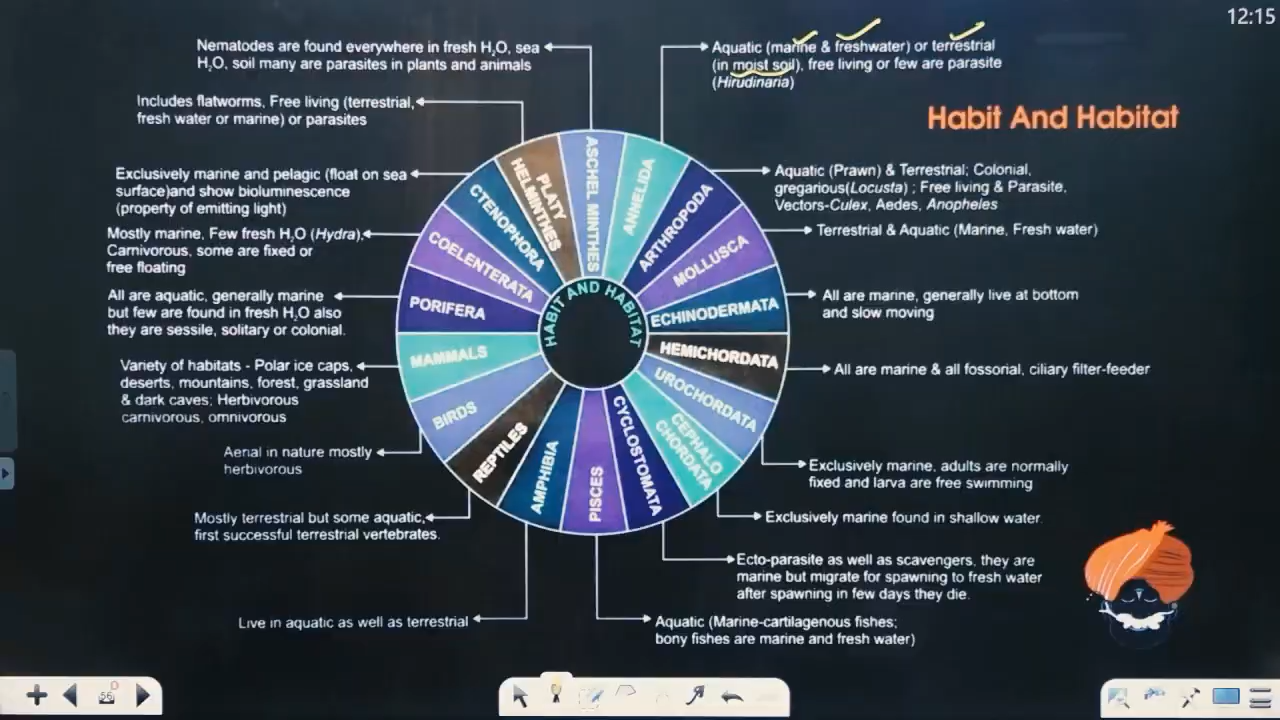 12:15
Nematodes are found everywhere in fresh H₂O, sea
H₂O, soil many are parasites in plants and animals
Aquatic (marine & freshwater) or terrestrial
(in moist soil), free living or few are parasite
(Hirudinaria)
Habit And Habitat
Includes flatworms, Free living (terrestrial,
fresh water or marine) or parasites
Exclusively marine and pelagic (float on sea
surface)and show bioluminescence
(property of emitting light)
Aquatic (Prawn) & Terrestrial; Colonial,
gregarious(Locusta) ; Free living & Parasite,
Vectors-Culex, Aedes, Anopheles
Mostly marine, Few fresh H₂O (Hydra),
Carnivorous, some are fixed or
free floating
Terrestrial & Aquatic (Marine, Fresh water)
All are aquatic, generally marine
but few are found in fresh H₂O also
they are sessile, solitary or colonial.
All are marine, generally live at bottom
and slow moving
Variety of habitats - Polar ice caps,
deserts, mountains, forest, grassland
& dark caves; Herbivorous
carnivorous, omnivorous
All are marine & all fossorial, ciliary filter-feeder
Aerial in nature mostly
herbivorous
Exclusively marine, adults are normally
fixed and larva are free swimming
Mostly terrestrial but some aquatic,
first successful terrestrial vertebrates.
Exclusively marine found in shallow water.
Ecto-parasite as well as scavengers, they are
marine but migrate for spawning to fresh water
after spawning in few days they die.
Live in aquatic as well as terrestrial
Aquatic (Marine-cartilagenous fishes;
bony fishes are marine and fresh water)
HABIT AND HABITAT
ASCHEL MINTHES
ANNELIDA
ARTHROPODA
MOLLUSCA
ECHINODERMATA
HEMICHORDATA
UROCHORDATA
CEPHALO
CHORDATA
CYCLOSTOMATA
PISCES
AMPHIBIA
REPTILES
BIRDS
MAMMALS
PORIFERA
COELENTERATA
CTENOPHORA
PLATY
HELMINTHES
56